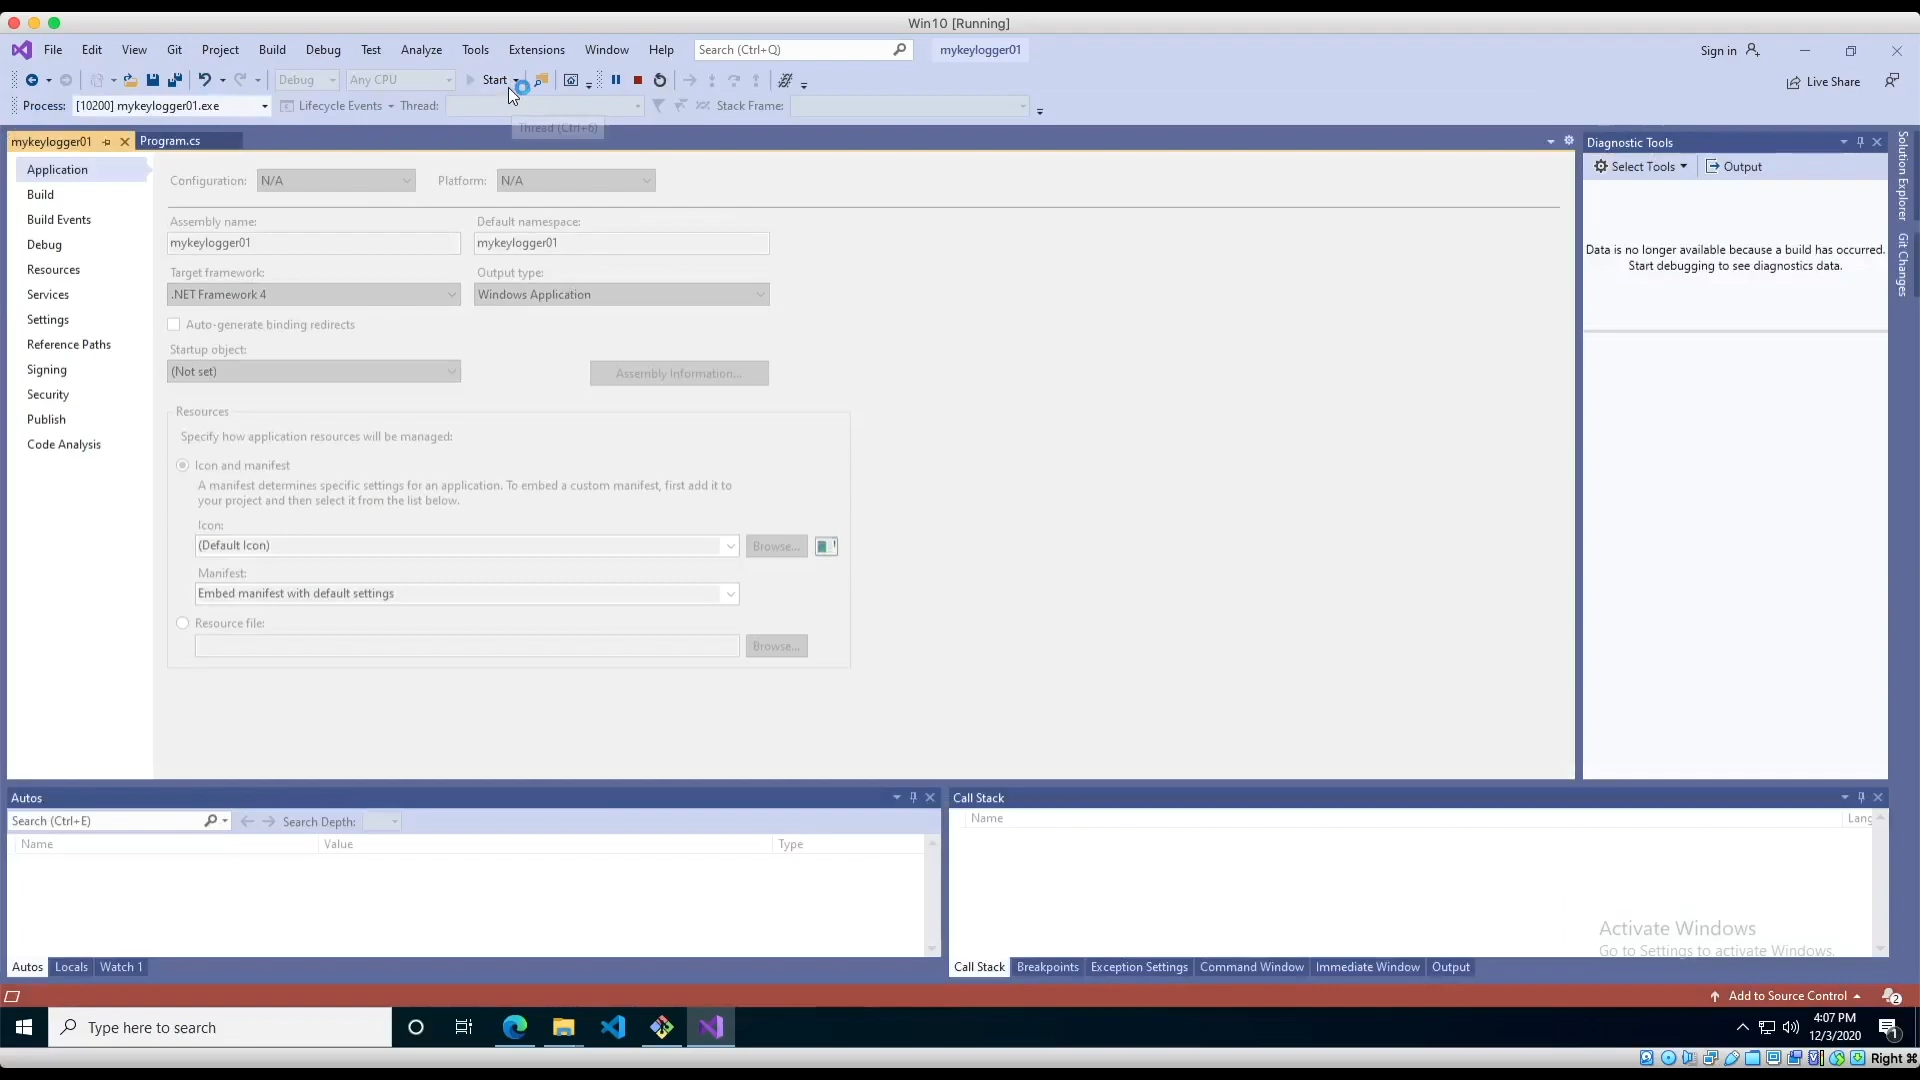 Win10 [Running]
File Edit View Git Project Build Debug Test Analyze Tools Extensions Window Help Search (Ctrl+Q) mykeylogger01 Sign in
Debug Any CPU Start Live Share
Process: [10200] mykeylogger01.exe Lifecycle Events Thread: Stack Frame:
Thread (Ctrl+6)
mykeylogger01 Program.cs
Diagnostic Tools
Select Tools Output
Data is no longer available because a build has occurred.
Start debugging to see diagnostics data.
Solution Explorer
Git Changes
Application
Build
Build Events
Debug
Resources
Services
Settings
Reference Paths
Signing
Security
Publish
Code Analysis
Configuration: N/A Platform: N/A
Assembly name: Default namespace:
mykeylogger01 mykeylogger01
Target framework: Output type:
.NET Framework 4 Windows Application
Auto-generate binding redirects
Startup object:
(Not set) Assembly Information...
Resources
Specify how application resources will be managed:
Icon and manifest
A manifest determines specific settings for an application. To embed a custom manifest, first add it to
your project and then select it from the list below.
Icon:
(Default Icon) Browse...
Manifest:
Embed manifest with default settings
Resource file:
Browse...
Autos
Search (Ctrl+E) Search Depth:
Name Value Type
Autos Locals Watch 1
Call Stack
Name Lang
Activate Windows
Go to Settings to activate Windows.
Call Stack Breakpoints Exception Settings Command Window Immediate Window Output
Add to Source Control 2
Type here to search
4:07 PM
12/3/2020
1
Right ⌘